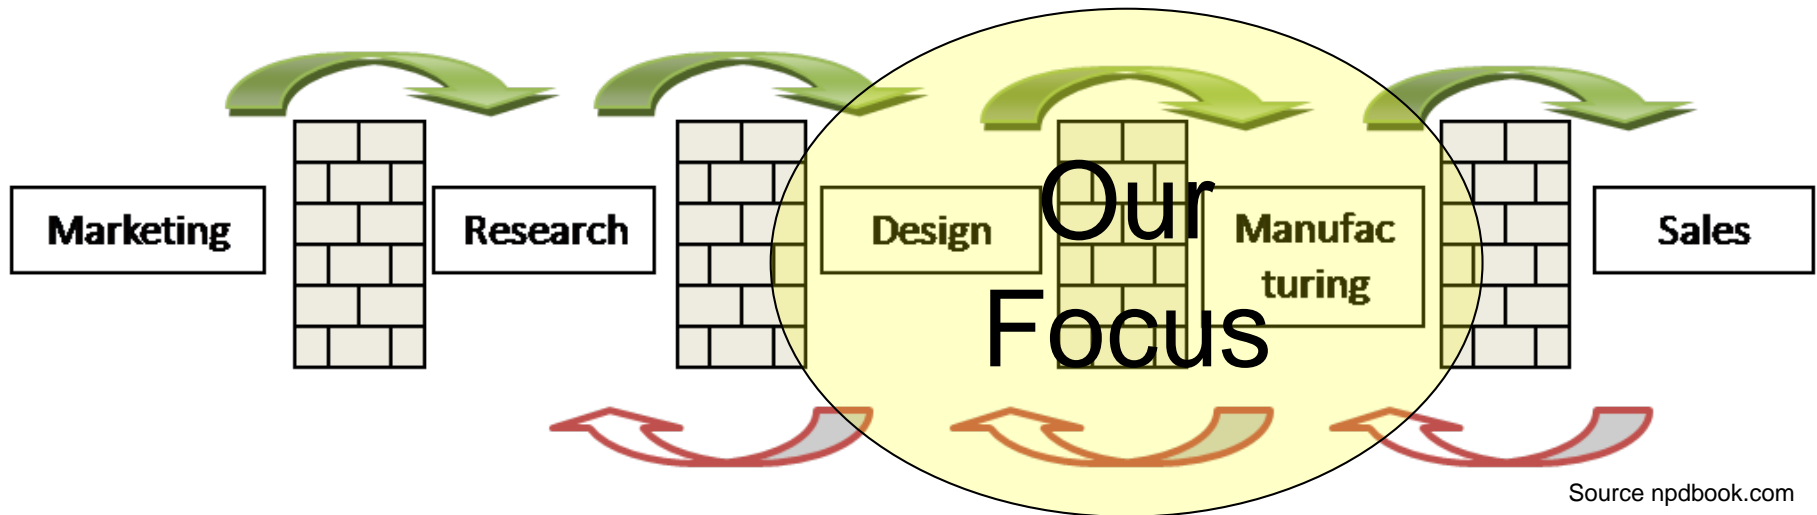 Marketing
Research
Design
Manufac
turing
Sales
Our
Focus
Source npdbook.com